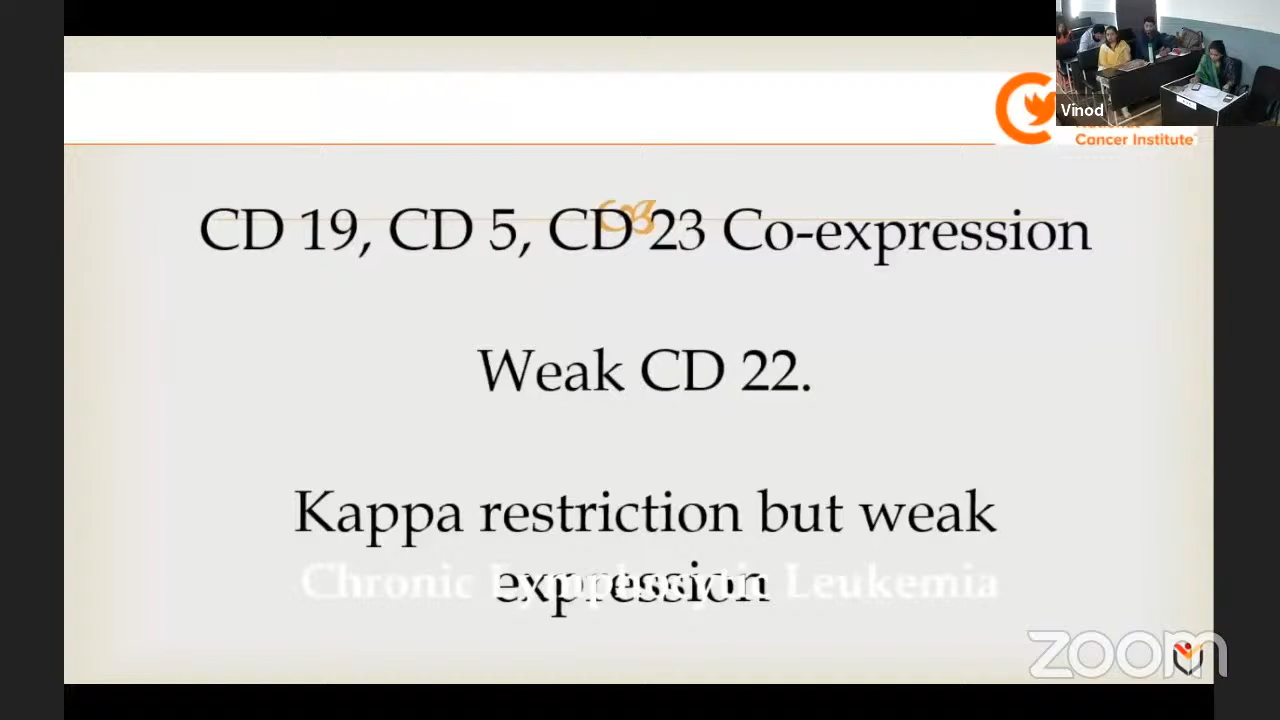 Vinod
Cancer Institute
CD 19, CD 5, CD 23 Co-expression
Weak CD 22.
Kappa restriction but weak
expression
Chronic Lymphocytic Leukemia
zoom